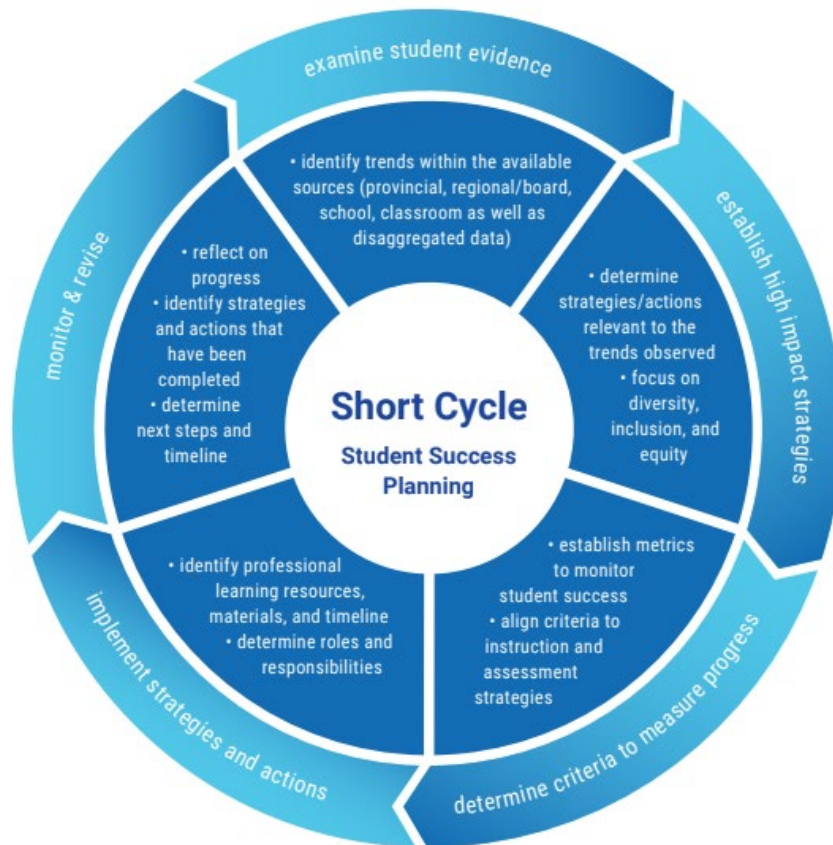 examine student evidence
• identify trends within the available
sources (provincial, regional/board,
school, classroom as well as
disaggregated data)
establish high impact strategies
• determine
strategies/actions
relevant to the
trends observed
• focus on
diversity,
inclusion, and
equity
determine criteria to measure progress
• establish metrics
to monitor
student success
• align criteria to
instruction and
assessment
strategies
implement strategies and actions
• identify professional
learning resources,
materials, and timeline
• determine roles and
responsibilities
monitor & revise
• reflect on
progress
• identify strategies
and actions that
have been
completed
• determine
next steps and
timeline
Short Cycle
Student Success
Planning